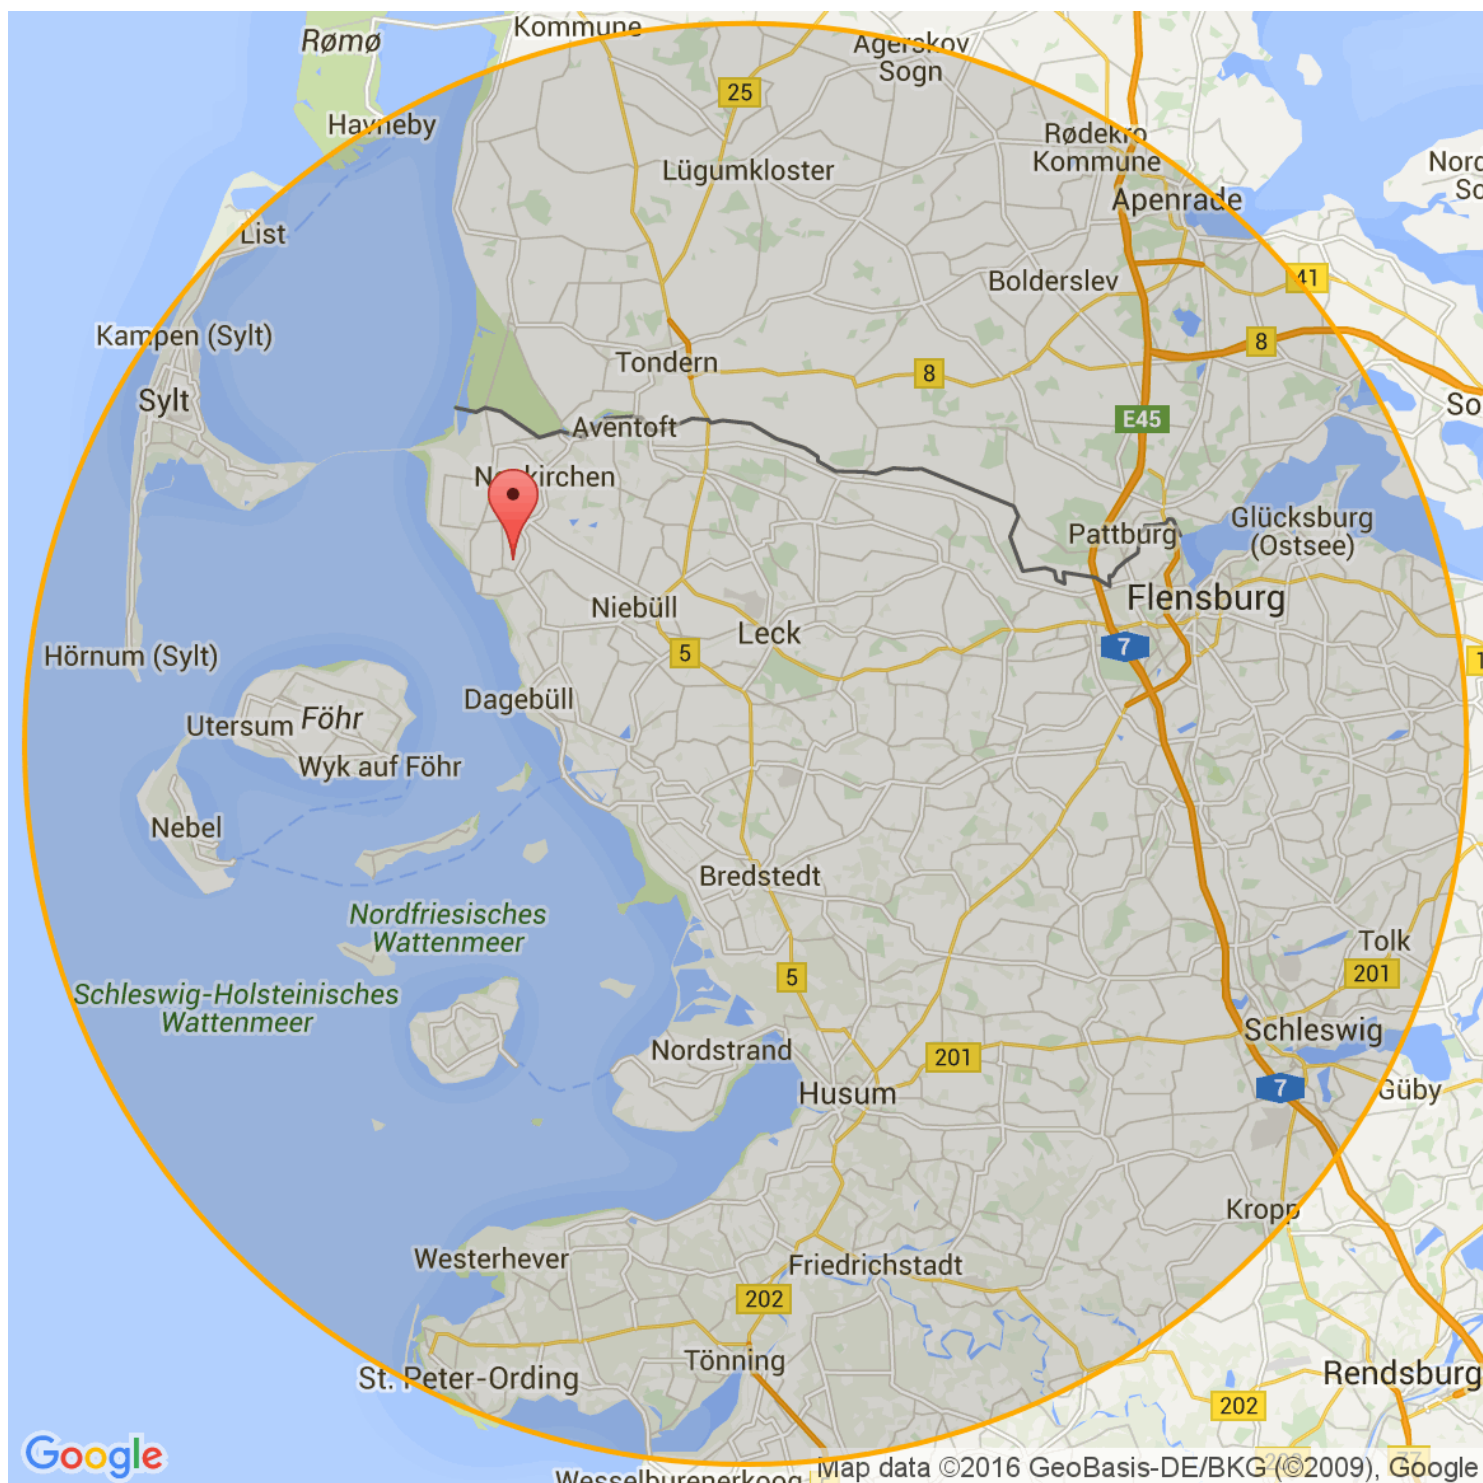 Kommune
Rømø
Agerskov
Sogn
25
Havneby
Rødekro
Kommune
Lügumkloster
Apenrade
List
Bolderslev
41
Kampen (Sylt)
8
Tondern
8
Sylt
E45
Aventoft
Glücksburg
(Ostsee)
Pattburg
Flensburg
Niebüll
Leck
7
5
Hörnum (Sylt)
Dagebüll
Utersum
Föhr
Wyk auf Föhr
Nebel
Bredstedt
Nordfriesisches
Wattenmeer
Tolk
201
5
Schleswig-Holsteinisches
Wattenmeer
Schleswig
Nordstrand
201
Husum
7
Güby
Kropp
Westerhever
Friedrichstadt
202
Tönning
St. Peter-Ording
Rendsburg
202
Google
Map data ©2016 GeoBasis-DE/BKG (©2009), Google